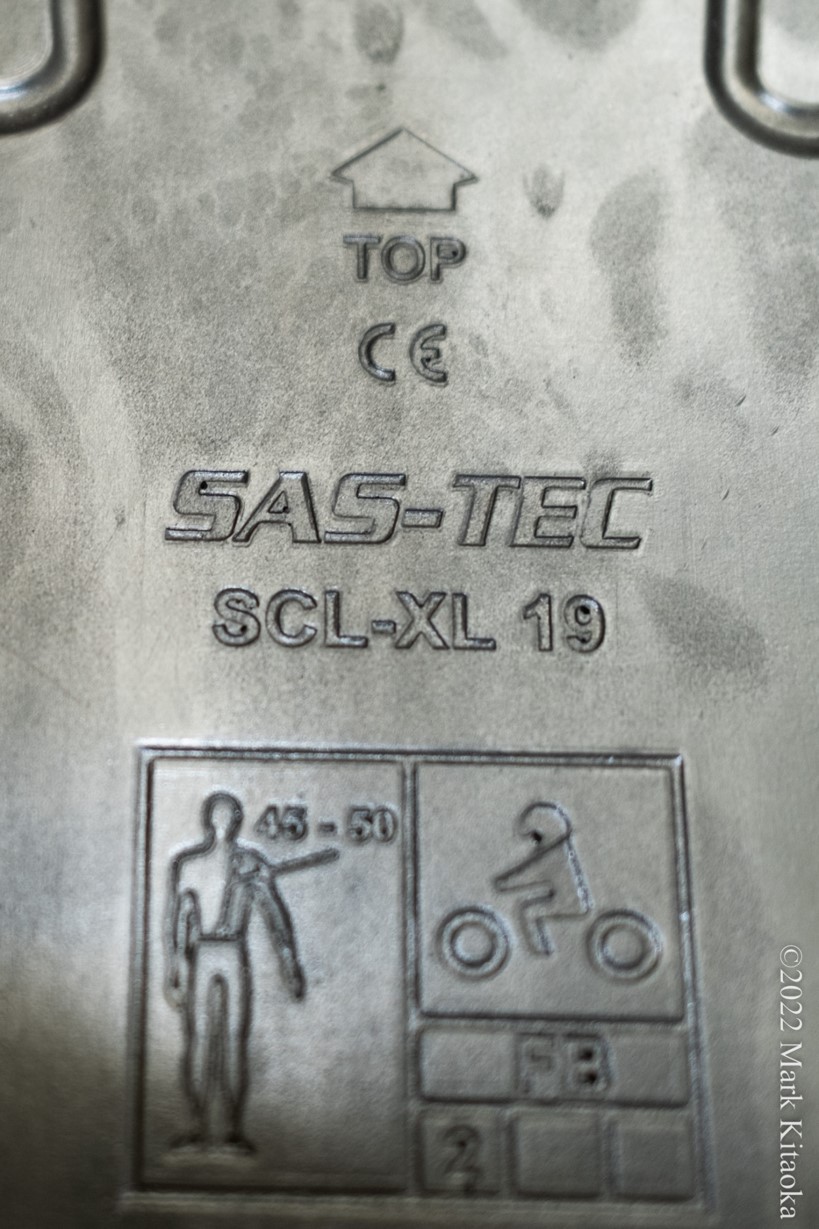 TOP
CE
SAS-TEC
SCL-XL 19
45 - 50
FB
2
©2022 Mark Kitaoka